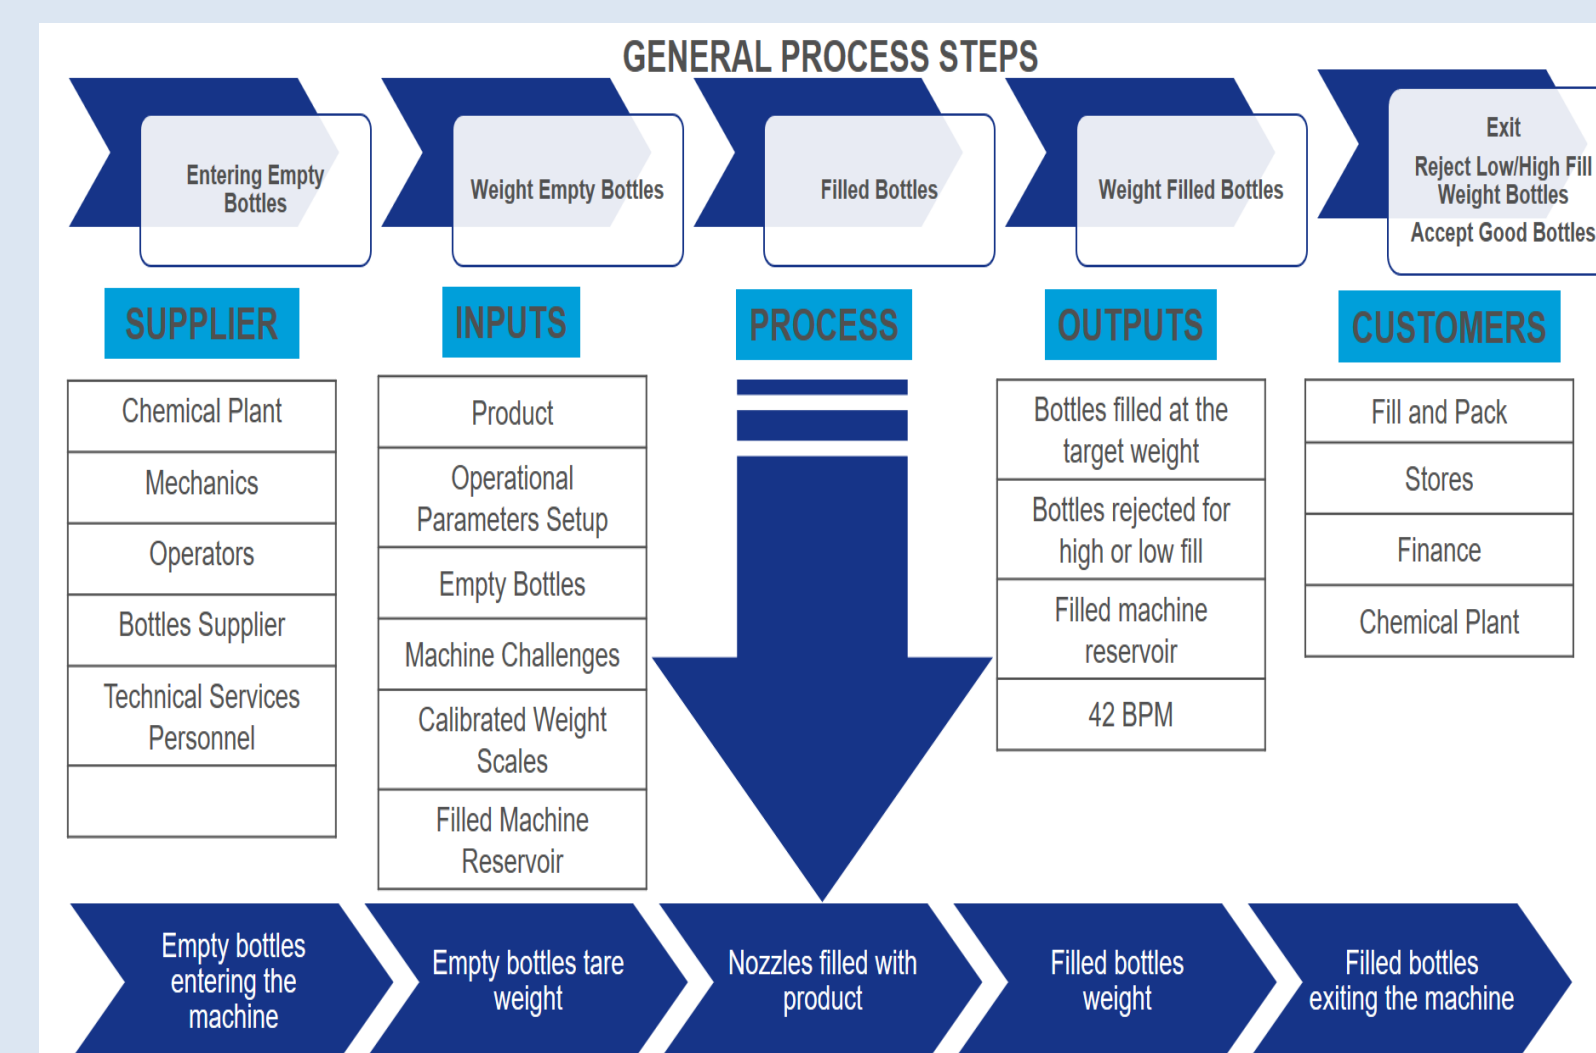 GENERAL PROCESS STEPS
Entering Empty
Bottles
Weight Empty Bottles
Filled Bottles
Weight Filled Bottles
Exit
Reject Low/High Fill
Weight Bottles
Accept Good Bottles
SUPPLIER
Chemical Plant
Mechanics
Operators
Bottles Supplier
Technical Services
Personnel
INPUTS
Product
Operational
Parameters Setup
Empty Bottles
Machine Challenges
Calibrated Weight
Scales
Filled Machine
Reservoir
PROCESS
OUTPUTS
Bottles filled at the
target weight
Bottles rejected for
high or low fill
Filled machine
reservoir
42 BPM
CUSTOMERS
Fill and Pack
Stores
Finance
Chemical Plant
Empty bottles
entering the
machine
Empty bottles tare
weight
Nozzles filled with
product
Filled bottles
weight
Filled bottles
exiting the machine